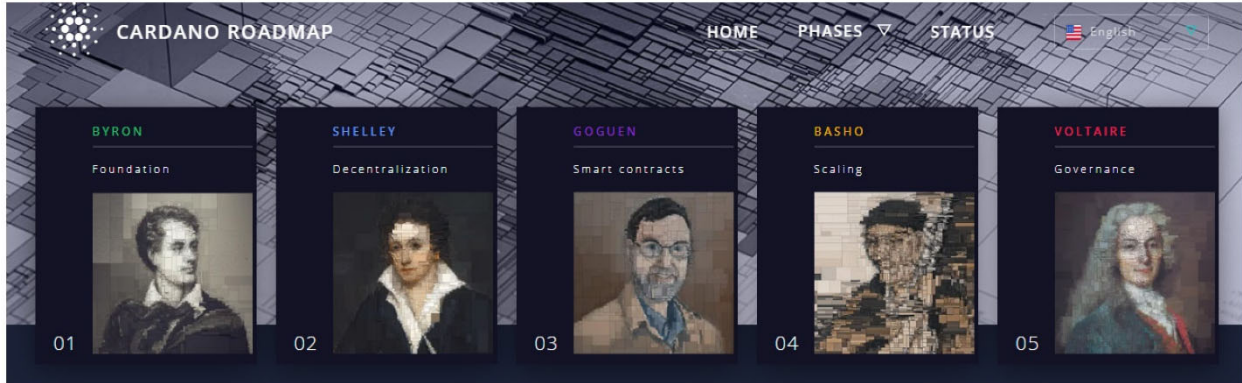 CARDANO ROADMAP
HOME PHASES STATUS English
BYRON
Foundation
01
SHELLEY
Decentralization
02
GOGUEN
Smart contracts
03
BASHO
Scaling
04
VOLTAIRE
Governance
05